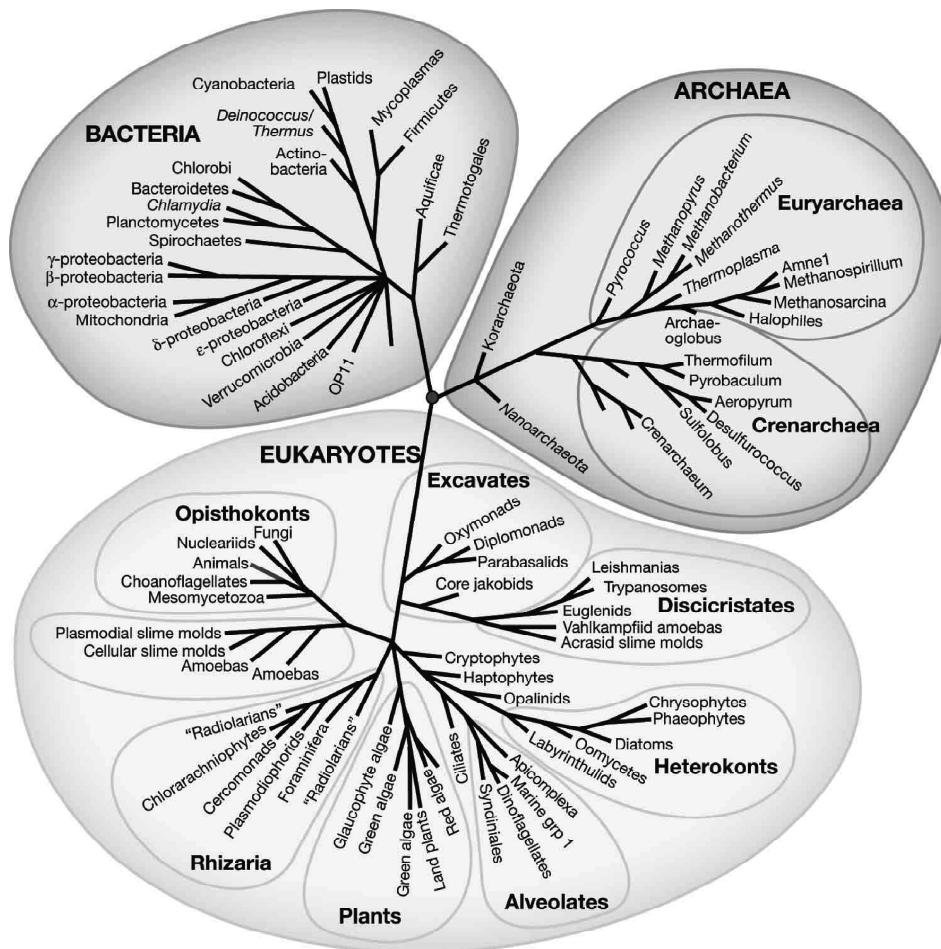 BACTERIA
Cyanobacteria
Plastids
Deinococcus/
Thermus
Actino-
bacteria
Mycoplasmas
Firmicutes
Aquificae
Thermotogales
Chlorobi
Bacteroidetes
Chlamydia
Planctomycetes
Spirochaetes
γ-proteobacteria
β-proteobacteria
α-proteobacteria
Mitochondria
δ-proteobacteria
ε-proteobacteria
Chloroflexi
Verrucomicrobia
Acidobacteria
OP11
ARCHAEA
Euryarchaea
Korarchaeota
Nanoarchaeota
Pyrococcus
Methanopyrus
Methanobacterium
Methanothermus
Thermoplasma
Amne1
Methanospirillum
Methanosarcina
Halophiles
Archae-
oglobus
Thermofilum
Pyrobaculum
Aeropyrum
Desulfurococcus
Sulfolobus
Crenarchaeum
Crenarchaea
EUKARYOTES
Excavates
Oxymonads
Diplomonads
Parabasalids
Core jakobids
Leishmanias
Trypanosomes
Euglenids
Discicristates
Vahlkampfiid amoebas
Acrasid slime molds
Opisthokonts
Fungi
Nucleariids
Animals
Choanoflagellates
Mesomycetozoa
Plasmodial slime molds
Cellular slime molds
Amoebas
Amoebas
"Radiolarians"
Chlorarachniophytes
Cercomonads
Plasmodiophorids
Foraminifera
"Radiolarians"
Rhizaria
Glaucophyte algae
Green algae
Green algae
Land plants
Red algae
Plants
Ciliates
Synciniales
Dinoflagellates
Marine grp 1
Apicomplexa
Alveolates
Cryptophytes
Haptophytes
Opalinids
Chrysophytes
Phaeophytes
Diatoms
Oomycetes
Labyrinthulids
Heterokonts